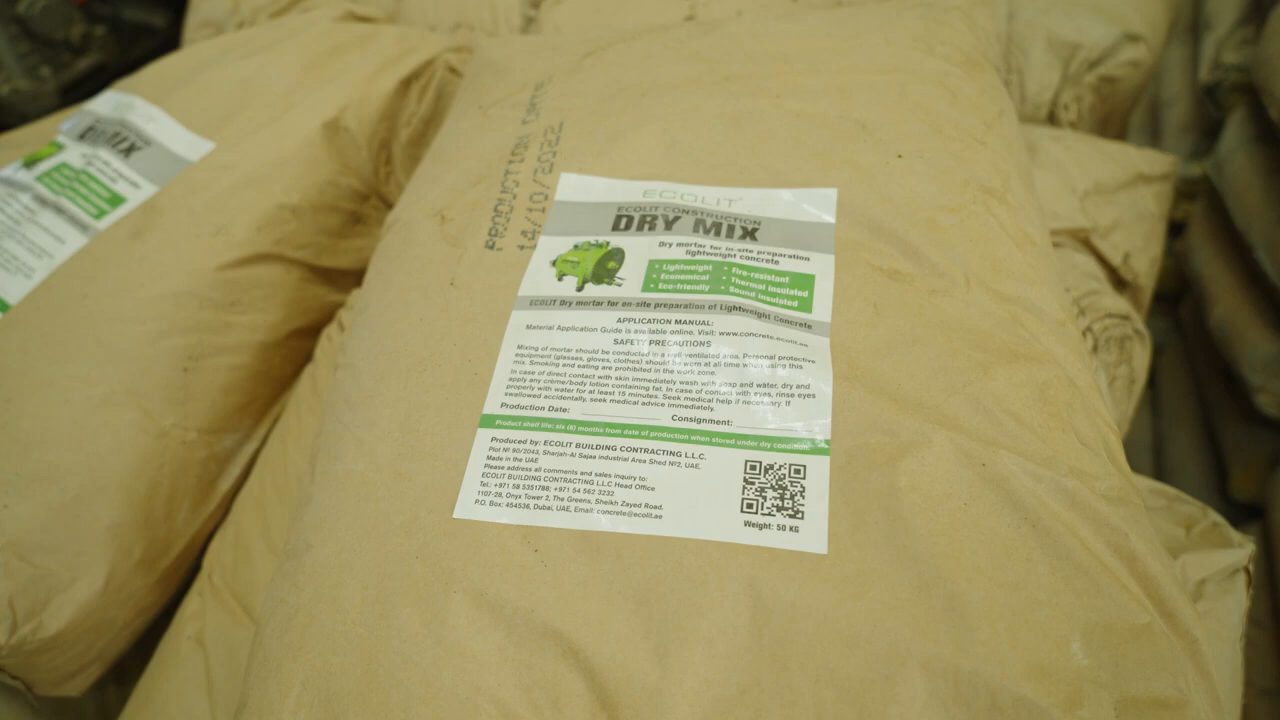 PRODUCTION DATE
14/10/2022
ECOLIT
ECOLIT CONSTRUCTION
DRY MIX
Dry mortar for in-site preparation
lightweight concrete
• Lightweight
• Economical
• Eco-friendly
• Fire-resistant
• Thermal insulated
• Sound insulated
ECOLIT Dry mortar for on-site preparation of Lightweight Concrete
APPLICATION MANUAL:
Material Application Guide is available online. Visit: www.concrete.ecolit.ae
SAFETY PRECAUTIONS
Mixing of mortar should be conducted in a well-ventilated area. Personal protective
equipment (glasses, gloves, clothes) should be worn at all time when using this
mix. Smoking and eating are prohibited in the work zone.
In case of direct contact with skin immediately wash with soap and water, dry and
apply any crème/body lotion containing fat. In case of contact with eyes, rinse eyes
properly with water for at least 15 minutes. Seek medical help if necessary. If
swallowed accidentally, seek medical advice immediately.
Production Date:
Consignment:
Product shelf life: six (6) months from date of production when stored under dry condition.
Produced by: ECOLIT BUILDING CONTRACTING L.L.C.
Plot № 80/2043, Sharjah-Al Sajaa Industrial Area Shed №2, UAE.
Made in the UAE
Please address all comments and sales inquiry to:
ECOLIT BUILDING CONTRACTING L.L.C Head Office
Tel.: +971 58 5351788; +971 54 562 3232
1107-28, Onyx Tower 2, The Greens, Sheikh Zayed Road.
P.O. Box: 454536, Dubai, UAE, Email: concrete@ecolit.ae
Weight: 50 KG
MIX